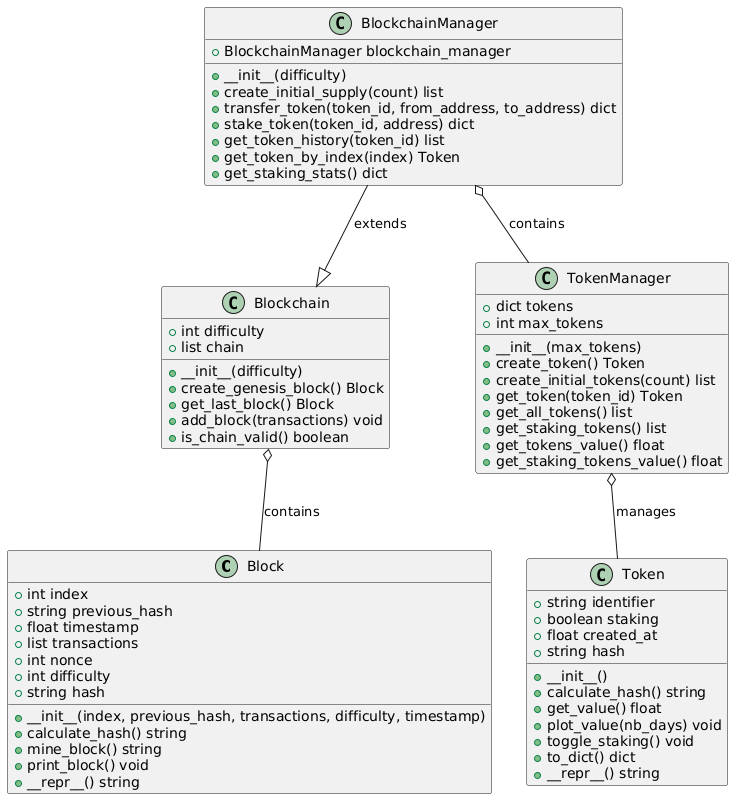 C BlockchainManager
BlockchainManager blockchain_manager
__init__(difficulty)
create_initial_supply(count) list
transfer_token(token_id, from_address, to_address) dict
stake_token(token_id, address) dict
get_token_history(token_id) list
get_token_by_index(index) Token
get_staking_stats() dict
extends
contains
C Blockchain
int difficulty
list chain
__init__(difficulty)
create_genesis_block() Block
get_last_block() Block
add_block(transactions) void
is_chain_valid() boolean
C TokenManager
dict tokens
int max_tokens
__init__(max_tokens)
create_token() Token
create_initial_tokens(count) list
get_token(token_id) Token
get_all_tokens() list
get_staking_tokens() list
get_tokens_value() float
get_staking_tokens_value() float
contains
manages
C Block
int index
string previous_hash
float timestamp
list transactions
int nonce
int difficulty
string hash
__init__(index, previous_hash, transactions, difficulty, timestamp)
calculate_hash() string
mine_block() string
print_block() void
__repr__() string
C Token
string identifier
boolean staking
float created_at
string hash
__init__()
calculate_hash() string
get_value() float
plot_value(nb_days) void
toggle_staking() void
to_dict() dict
__repr__() string